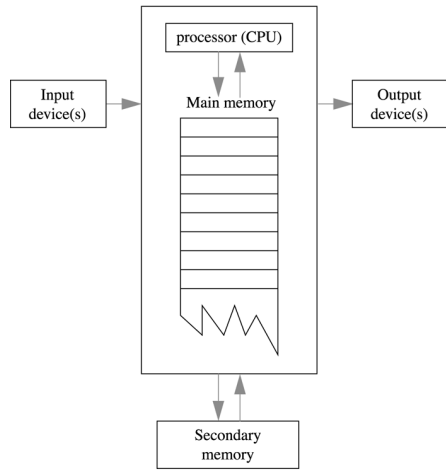 processor (CPU)
Main memory
Input
device(s)
Output
device(s)
Secondary
memory